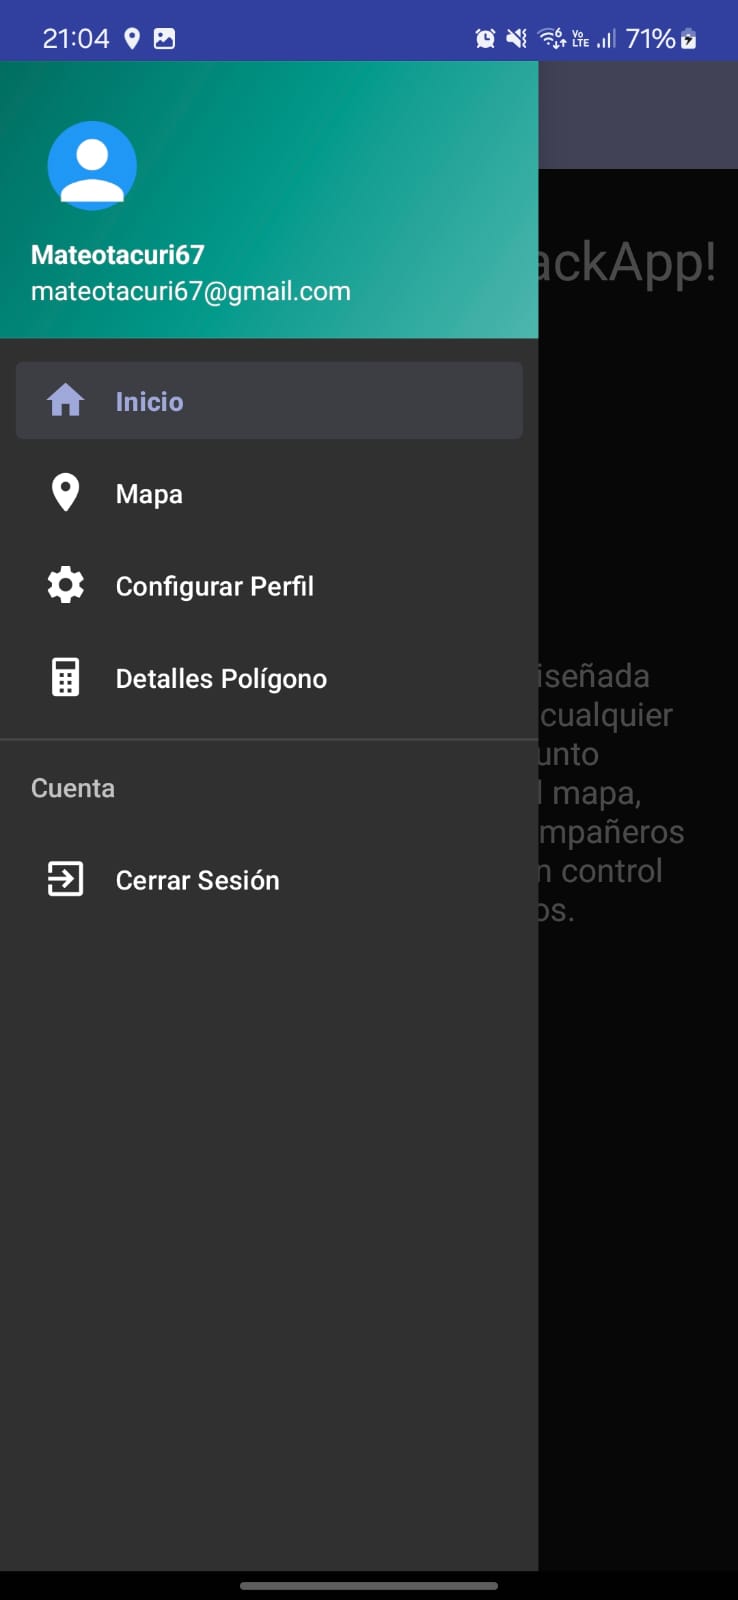 21:04
71%
Mateotacuri67
mateotacuri67@gmail.com
ackApp!
Inicio
Mapa
Configurar Perfil
Detalles Polígono
iseñada
cualquier
unto
l mapa,
mpañeros
n control
os.
Cuenta
Cerrar Sesión